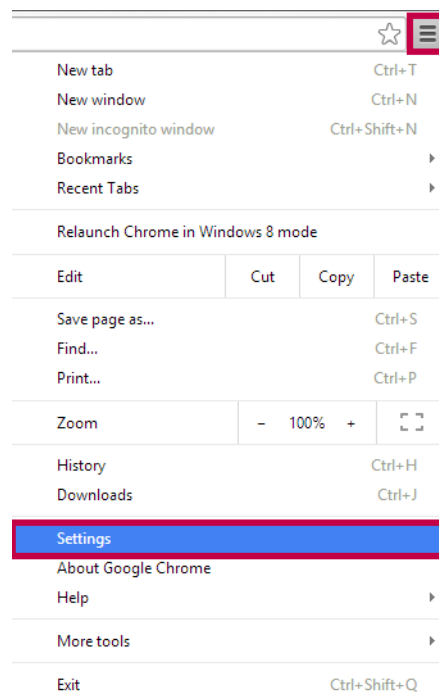 New tab Ctrl+T
New window Ctrl+N
New incognito window Ctrl+Shift+N
Bookmarks
Recent Tabs
Relaunch Chrome in Windows 8 mode
Edit Cut Copy Paste
Save page as... Ctrl+S
Find... Ctrl+F
Print... Ctrl+P
Zoom - 100% +
History Ctrl+H
Downloads Ctrl+J
Settings
About Google Chrome
Help
More tools
Exit Ctrl+Shift+Q